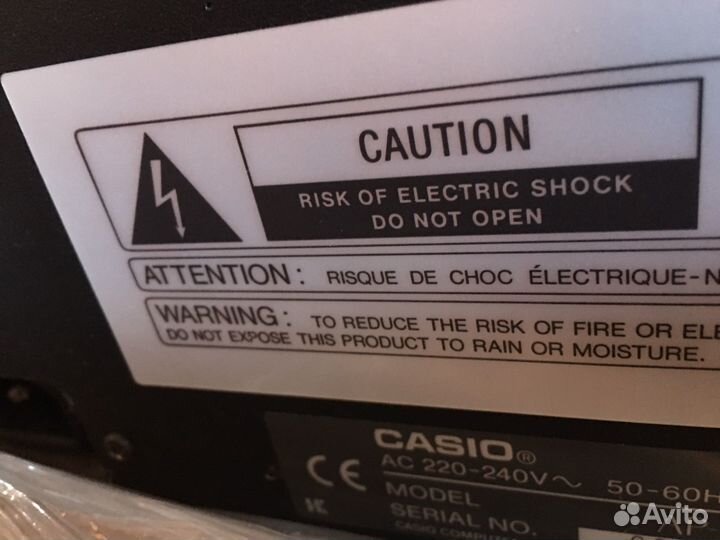 CAUTION
RISK OF ELECTRIC SHOCK
DO NOT OPEN
ATTENTION: RISQUE DE CHOC ÉLECTRIQUE-N
WARNING: TO REDUCE THE RISK OF FIRE OR ELE
DO NOT EXPOSE THIS PRODUCT TO RAIN OR MOISTURE.
CASIO®
AC 220-240V~ 50-60H
CE
MODEL
SERIAL NO.
CASIO COMPUTE
Avito